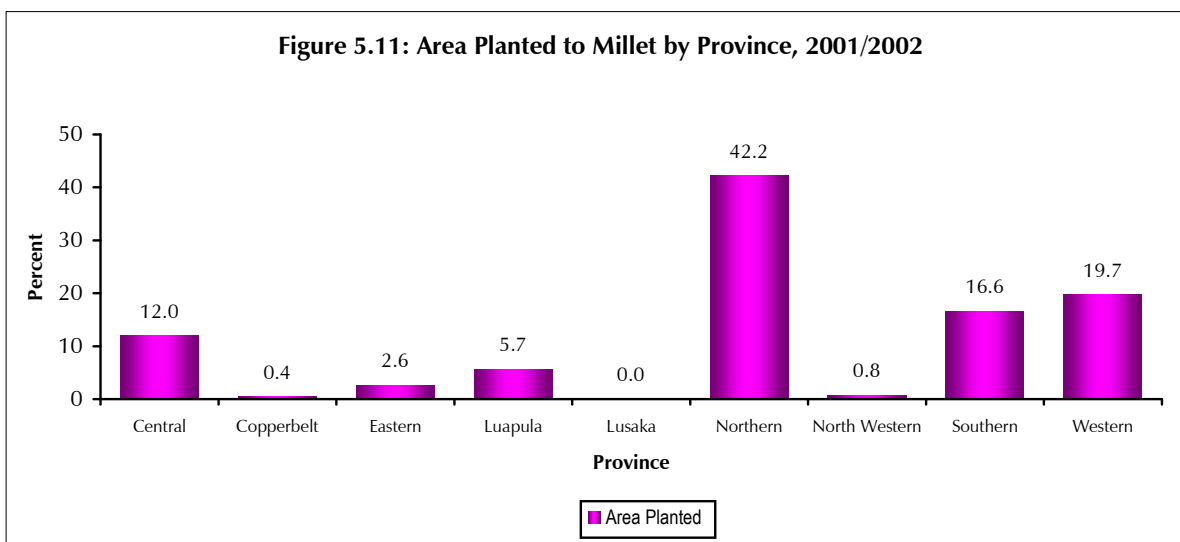 Figure 5.11: Area Planted to Millet by Province, 2001/2002
50
40
30
20
10
0
Percent
12.0
0.4
2.6
5.7
0.0
42.2
0.8
16.6
19.7
Central
Copperbelt
Eastern
Luapula
Lusaka
Northern
North Western
Southern
Western
Province
Area Planted